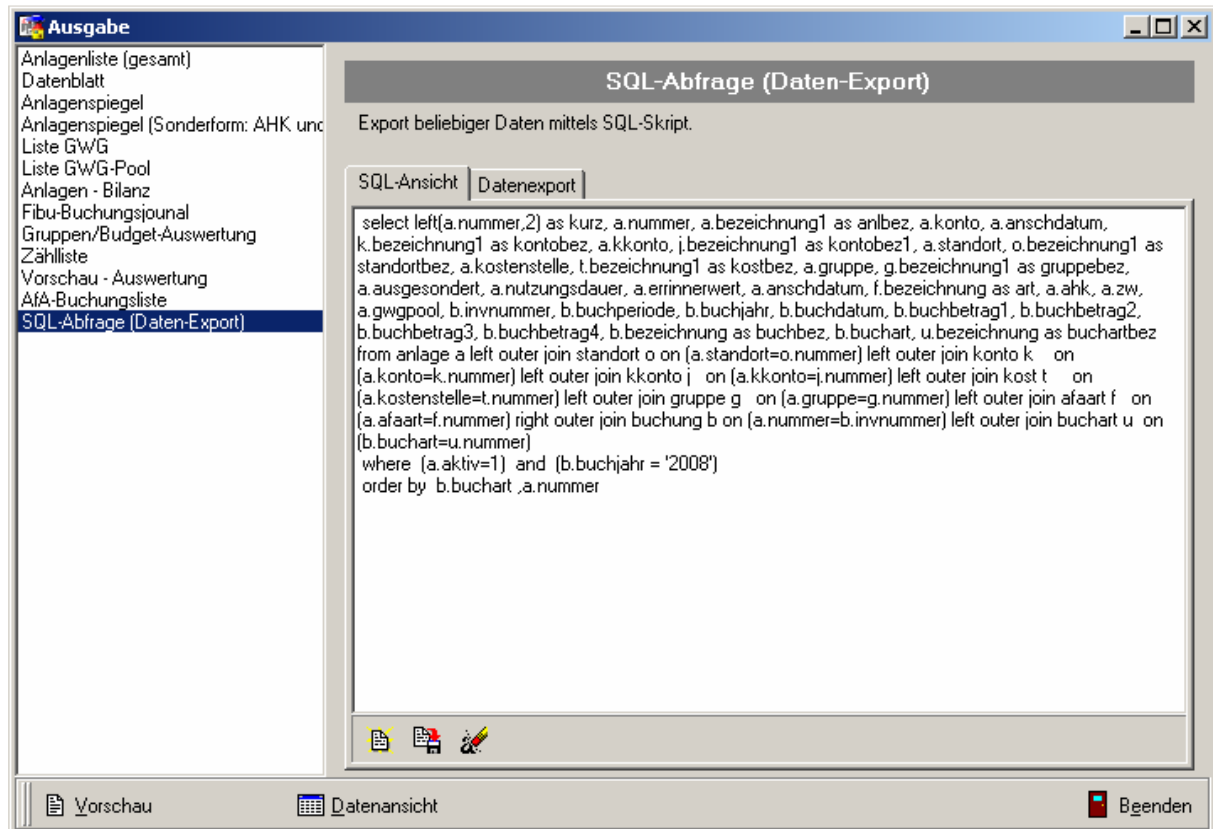 Ausgabe
Anlagenliste (gesamt)
Datenblatt
Anlagenspiegel
Anlagenspiegel (Sonderform: AHK und
Liste GWG
Liste GWG-Pool
Anlagen - Bilanz
Fibu-Buchungsjounal
Gruppen/Budget-Auswertung
Zählliste
Vorschau - Auswertung
AfA-Buchungsliste
SQL-Abfrage (Daten-Export)
SQL-Abfrage (Daten-Export)
Export beliebiger Daten mittels SQL-Skript.
SQL-Ansicht
Datenexport
select left(a.nummer,2) as kurz, a.nummer, a.bezeichnung1 as anlbez, a.konto, a.anschdatum,
k.bezeichnung1 as kontobez, a.kkonto, j.bezeichnung1 as kontobez1, a.standort, o.bezeichnung1 as
standortbez, a.kostenstelle, t.bezeichnung1 as kostbez, a.gruppe, g.bezeichnung1 as gruppebez,
a.ausgesondert, a.nutzungsdauer, a.errinnerwert, a.anschdatum, f.bezeichnung as art, a.ahk, a.zw,
a.gwgpool, b.invnummer, b.buchperiode, b.buchjahr, b.buchdatum, b.buchbetrag1, b.buchbetrag2,
b.buchbetrag3, b.buchbetrag4, b.bezeichnung as buchbez, b.buchart, u.bezeichnung as buchartbez
from anlage a left outer join standort o on (a.standort=o.nummer) left outer join konto k on
(a.konto=k.nummer) left outer join kkonto j on (a.kkonto=j.nummer) left outer join kost t on
(a.kostenstelle=t.nummer) left outer join gruppe g on (a.gruppe=g.nummer) left outer join afaart f on
(a.afaart=f.nummer) right outer join buchung b on (a.nummer=b.invnummer) left outer join buchart u on
(b.buchart=u.nummer)
where (a.aktiv=1) and (b.buchjahr = '2008')
order by b.buchart ,a.nummer
Vorschau
Datenansicht
Beenden